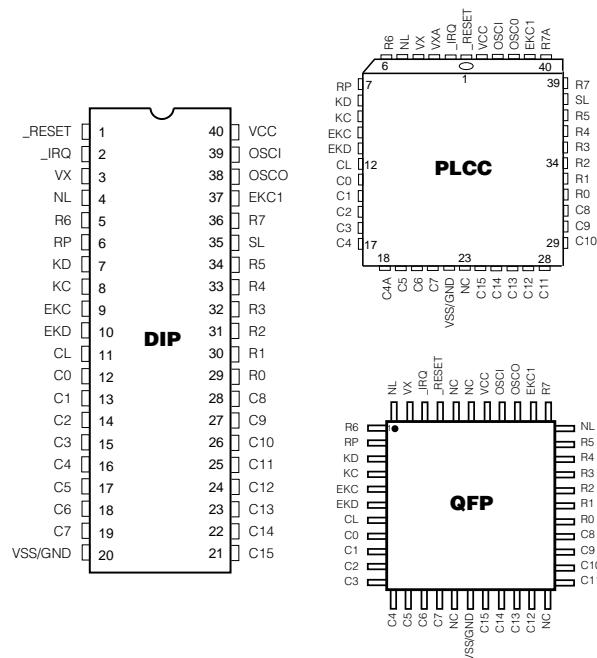 _RESET 1 40 VCC
_IRQ 2 39 OSCI
VX 3 38 OSCO
NL 4 37 EKC1
R6 5 36 R7
RP 6 35 SL
KD 7 34 R5
KC 8 33 R4
EKC 9 32 R3
EKD 10 31 R2
CL 11 30 R1
C0 12 29 R0
C1 13 28 C8
C2 14 27 C9
C3 15 26 C10
C4 16 25 C11
C5 17 24 C12
C6 18 23 C13
C7 19 22 C14
VSS/GND 20 21 C15
DIP
R6 NL VX VXA _IRQ _RESET VCC OSCI OSC0 EKC1 R7A
6 1 40
RP 7 39 R7
KD SL
KC R5
EKC R4
EKD R3
CL 12 34 R2
C0 R1
C1 R0
C2 C8
C3 C9
C4 17 29 C10
PLCC
18 23 28
C4A C5 C6 C7 VSS/GND NC C15 C14 C13 C12 C11
NL VX _IRQ _RESET NC NC VCC OSCI OSCO EKC1 R7
1
R6 NL
RP R5
KD R4
KC R3
EKC R2
EKD R1
CL R0
C0 C8
C1 C9
C2 C10
C3 C11
QFP
C4 C5 C6 C7 NC VSS/GND C15 C14 C13 C12 NC